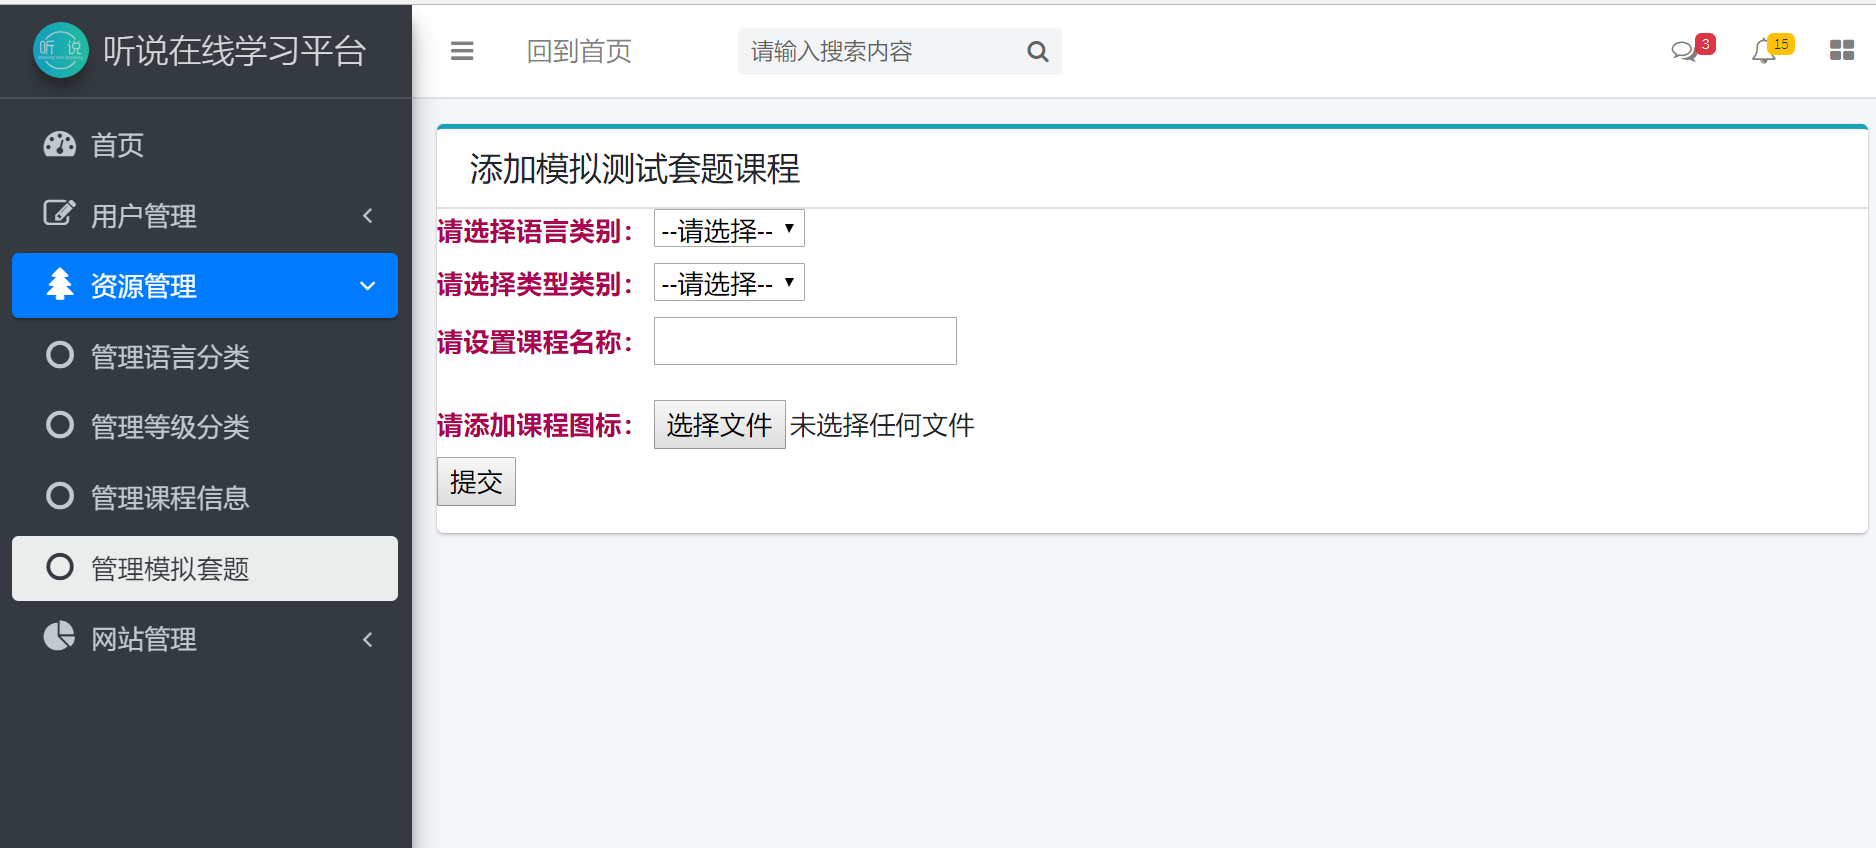 听 说
听说在线学习平台
回到首页
请输入搜索内容
3
15
首页
用户管理
资源管理
管理语言分类
管理等级分类
管理课程信息
管理模拟套题
网站管理
添加模拟测试套题课程
请选择语言类别： --请选择--
请选择类型类别： --请选择--
请设置课程名称：
请添加课程图标： 选择文件 未选择任何文件
提交